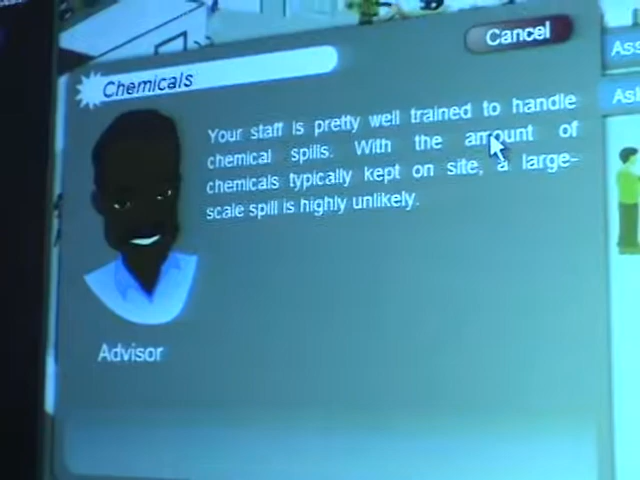 Cancel
Chemicals
Your staff is pretty well trained to handle
chemical spills. With the amount of
chemicals typically kept on site, a large-
scale spill is highly unlikely.
Advisor